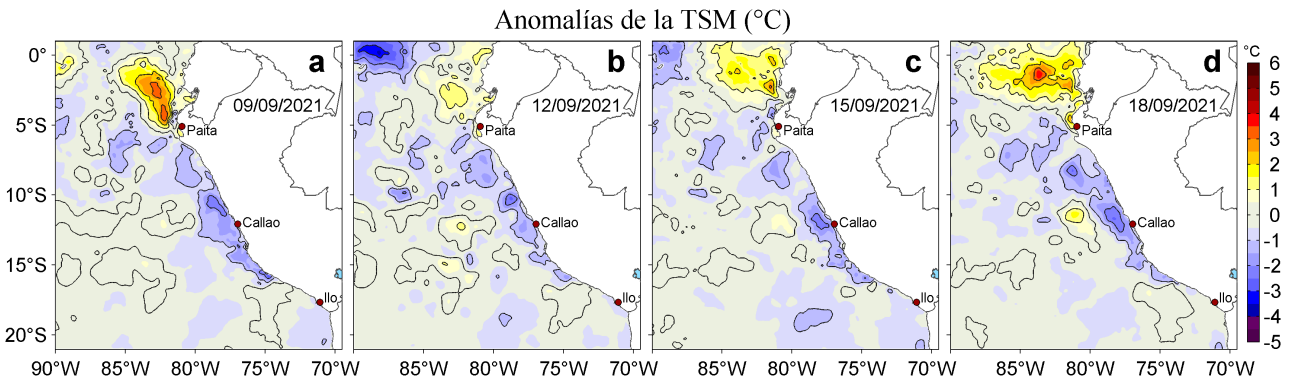 Anomalías de la TSM (°C)
a
09/09/2021
Paita
Callao
Ilo
b
12/09/2021
Paita
Callao
Ilo
c
15/09/2021
Paita
Callao
Ilo
d
18/09/2021
Paita
Callao
Ilo
0°
5°S
10°S
15°S
20°S
90°W 85°W 80°W 75°W 70°W
85°W 80°W 75°W 70°W
85°W 80°W 75°W 70°W
85°W 80°W 75°W 70°W
°C
6
5
4
3
2
1
0
-1
-2
-3
-4
-5